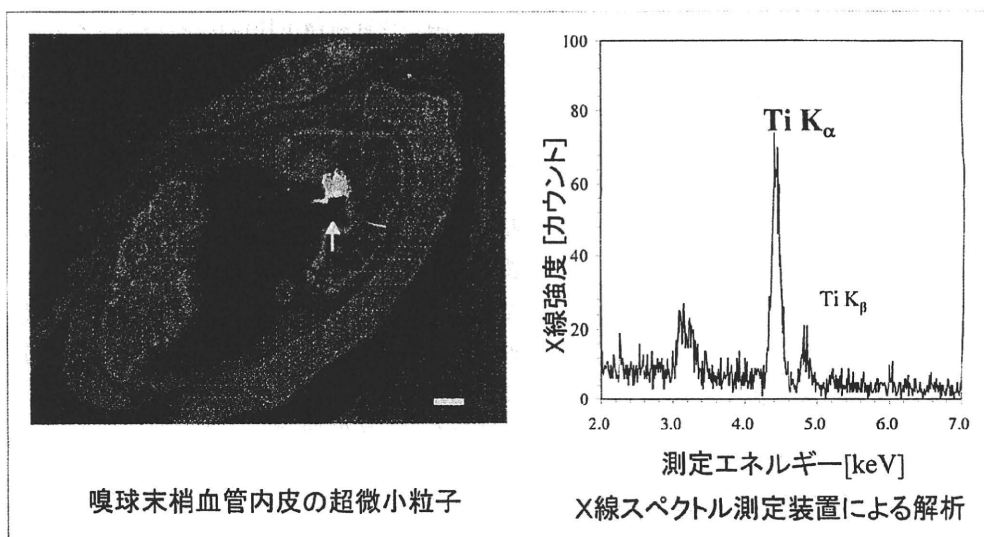 嗅球末梢血管内皮の超微小粒子
100
80
60
40
20
0
X線強度 [カウント]
Ti Kα
Ti Kβ
2.0 3.0 4.0 5.0 6.0 7.0
測定エネルギー[keV]
X線スペクトル測定装置による解析